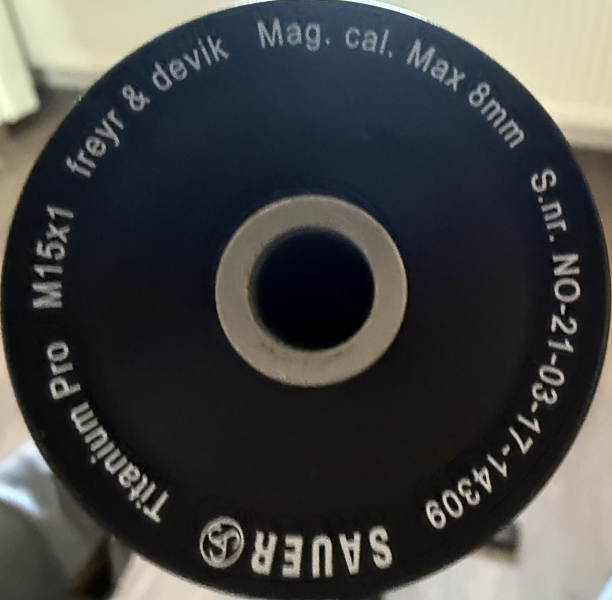 freyr & devik
Mag. cal. Max 8mm
S.nr. NO-21-03-17-14309
SAUER
Titanium Pro
M15x1